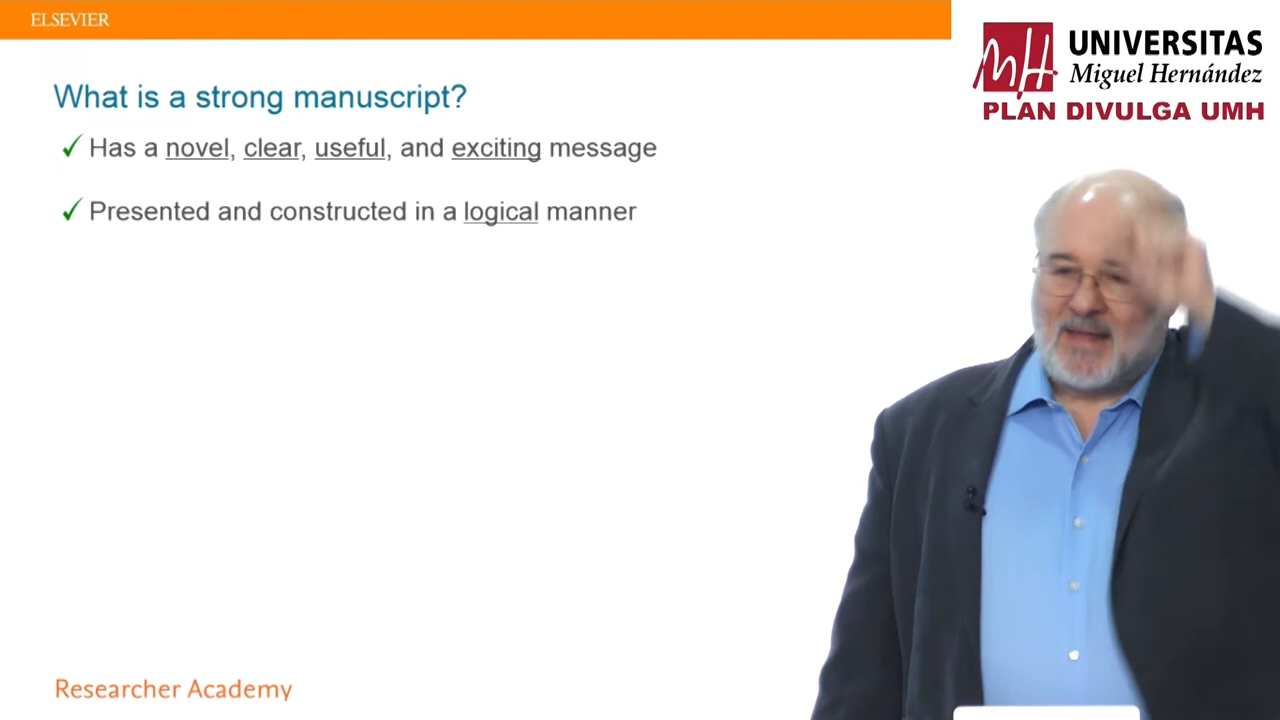 ELSEVIER
UNIVERSITAS
Miguel Hernández
PLAN DIVULGA UMH
What is a strong manuscript?
✓ Has a novel, clear, useful, and exciting message
✓ Presented and constructed in a logical manner
Researcher Academy